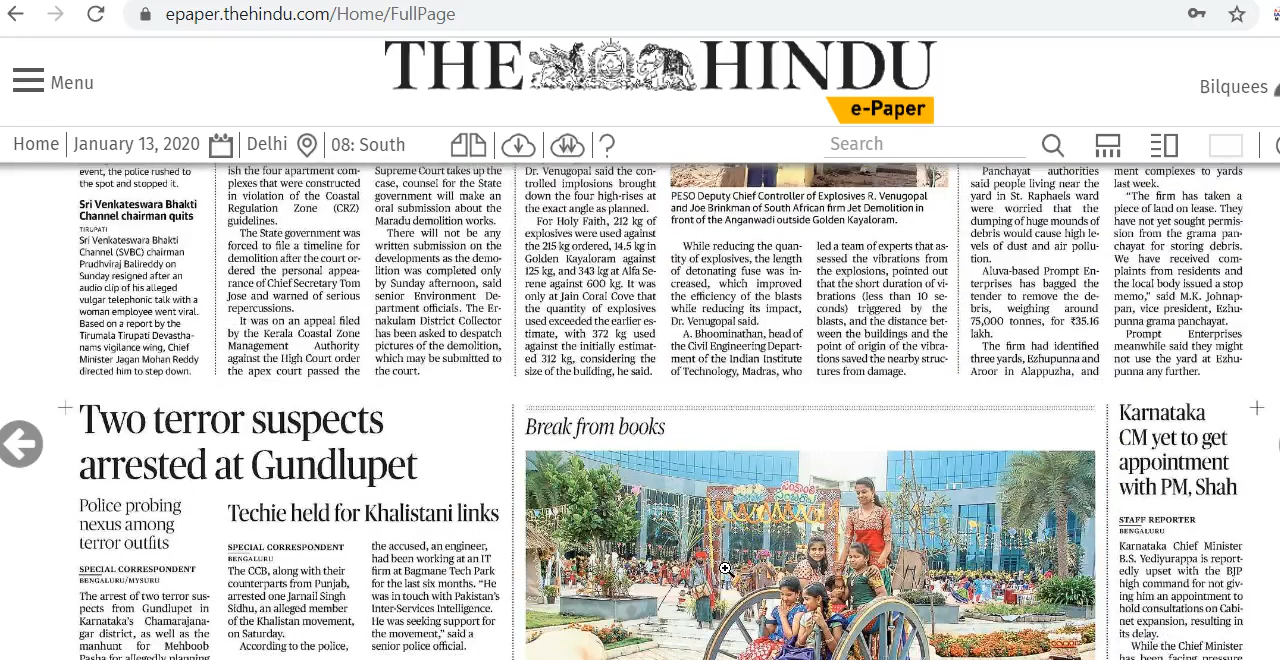 epaper.thehindu.com/Home/FullPage
Menu
THE HINDU
e-Paper
Bilquees
Home
January 13, 2020
Delhi
08: South
?
Search
event, the police rushed to
the spot and stopped it.
Sri Venkateswara Bhakti
Channel chairman quits
TIRUPATI
Sri Venkateswara Bhakti
Channel (SVBC) chairman
Prudhviraj Balireddy on
Sunday resigned after an
audio clip of his alleged
vulgar telephonic talk with a
woman employee went viral.
Based on a report by the
Tirumala Tirupati Devastha-
nams vigilance wing, Chief
Minister Jagan Mohan Reddy
directed him to step down.
ish the four apartment com-
plexes that were constructed
in violation of the Coastal
Regulation Zone (CRZ)
guidelines.
The State government was
forced to file a timeline for
demolition after the court or-
dered the personal appea-
rance of Chief Secretary Tom
Jose and warned of serious
repercussions.
It was on an appeal filed
by the Kerala Coastal Zone
Management Authority
against the High Court order
the apex court passed the
Supreme Court takes up the
case, counsel for the State
government will make an
oral submission about the
Maradu demolition works.
There will not be any
written submission on the
developments as the demo-
lition was completed only
by Sunday afternoon, said
senior Environment De-
partment officials. The Er-
nakulam District Collector
has been asked to despatch
pictures of the demolition,
which may be submitted to
the court.
Dr. Venugopal said the con-
trolled implosions brought
down the four high-rises at
the exact angle as planned.
For Holy Faith, 212 kg of
explosives were used against
the 215 kg ordered, 14.5 kg in
Golden Kayaloram against
125 kg, and 343 kg at Alfa Se-
rene against 600 kg. It was
only at Jain Coral Cove that
the quantity of explosives
used exceeded the earlier es-
timate, with 372 kg used
against the initially estimat-
ed 312 kg, considering the
size of the building, he said.
PESO Deputy Chief Controller of Explosives R. Venugopal
and Joe Brinkman of South African firm Jet Demolition in
front of the Anganwadi outside Golden Kayaloram.
While reducing the quan-
tity of explosives, the length
of detonating fuse was in-
creased, which improved
the efficiency of the blasts
while reducing its impact,
Dr. Venugopal said.
A. Bhoominathan, head of
the Civil Engineering Depart-
ment of the Indian Institute
of Technology, Madras, who
led a team of experts that as-
sessed the vibrations from
the explosions, pointed out
that the short duration of vi-
brations (less than 10 se-
conds) triggered by the
blasts, and the distance bet-
ween the buildings and the
point of origin of the vibra-
tions saved the nearby struc-
tures from damage.
Panchayat authorities
said people living near the
yard in St. Raphaels ward
were worried that the
dumping of huge mounds of
debris would cause high le-
vels of dust and air pollu-
tion.
Aluva-based Prompt En-
terprises has bagged the
tender to remove the de-
bris, weighing around
75,000 tonnes, for ₹35.16
lakh.
The firm had identified
three yards, Ezhupunna and
Aroor in Alappuzha, and
ment complexes to yards
last week.
"The firm has taken a
piece of land on lease. They
have not yet sought permis-
sion from the grama pan-
chayat for storing debris.
We have received com-
plaints from residents and
the local body issued a stop
memo," said M.K. Johnap-
pan, vice president, Ezhu-
punna grama panchayat.
Prompt Enterprises
meanwhile said they might
not use the yard at Ezhu-
punna any further.
Two terror suspects
arrested at Gundlupet
Police probing
nexus among
terror outfits
SPECIAL CORRESPONDENT
BENGALURU/MYSURU
The arrest of two terror sus-
pects from Gundlupet in
Karnataka's Chamarajana-
gar district, as well as the
manhunt for Mehboob
Pasha for allegedly planning
Techie held for Khalistani links
SPECIAL CORRESPONDENT
BENGALURU
The CCB, along with their
counterparts from Punjab,
arrested one Jarnail Singh
Sidhu, an alleged member
of the Khalistan movement,
on Saturday.
According to the police,
the accused, an engineer,
had been working at an IT
firm at Bagmane Tech Park
for the last six months. "He
was in touch with Pakistan's
Inter-Services Intelligence.
He was seeking support for
the movement," said a
senior police official.
Break from books
Karnataka
CM yet to get
appointment
with PM, Shah
STAFF REPORTER
BENGALURU
Karnataka Chief Minister
B.S. Yediyurappa is report-
edly upset with the BJP
high command for not giv-
ing him an appointment to
hold consultations on Cabi-
net expansion, resulting in
its delay.
While the Chief Minister
has been facing pressure